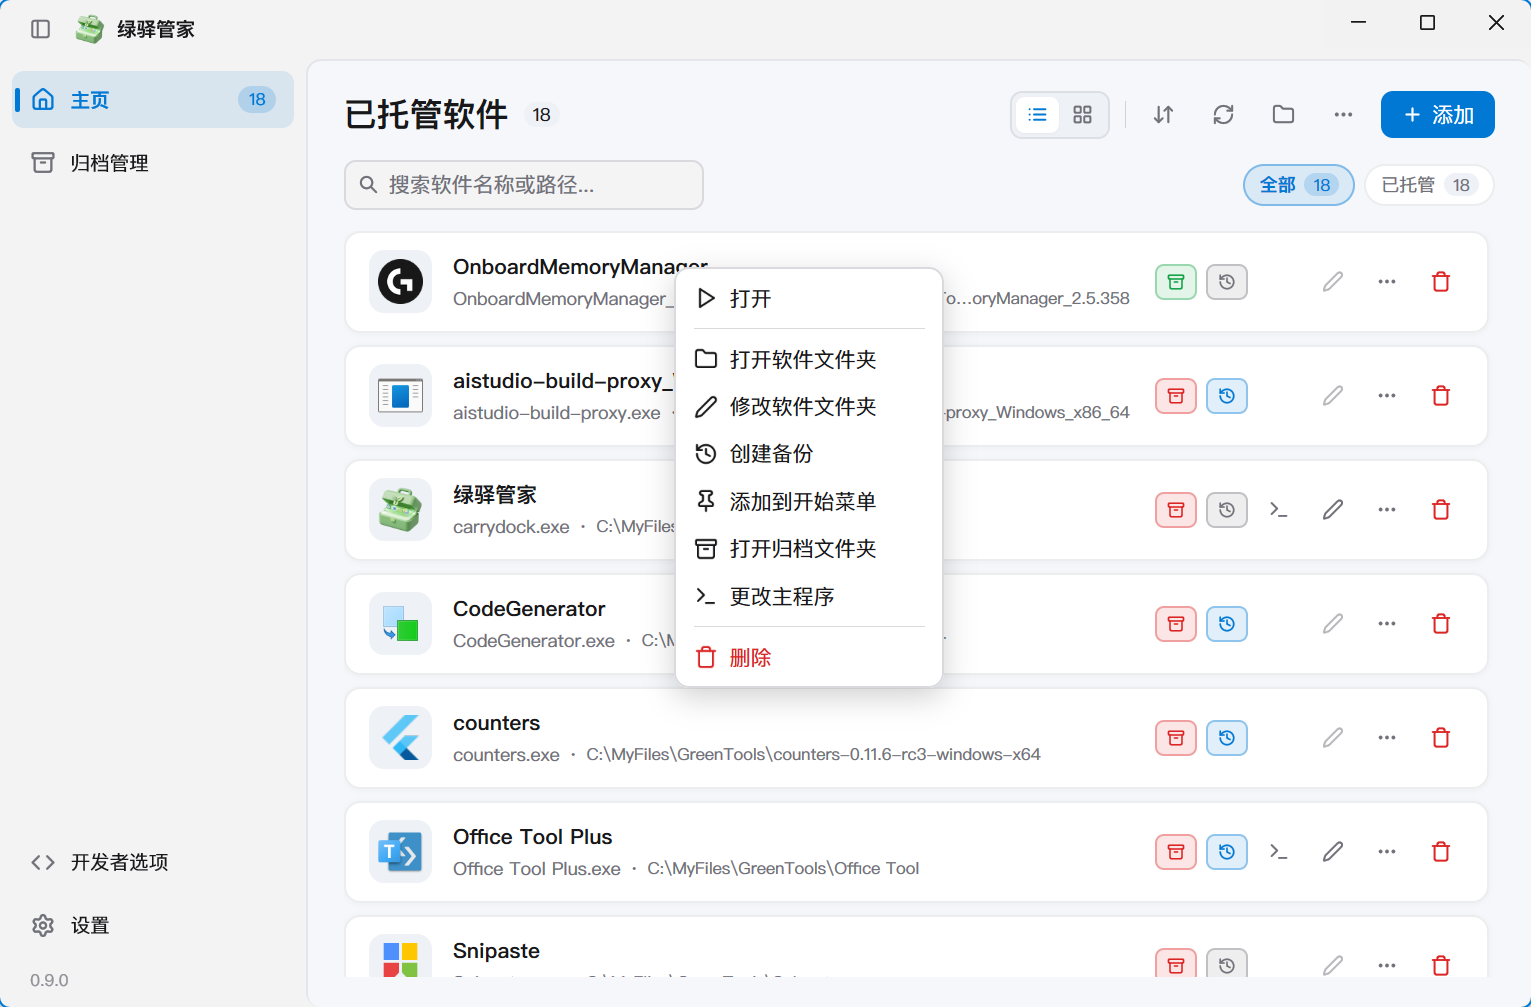 绿驿管家
主页 18
归档管理
开发者选项
设置
0.9.0
已托管软件 18
添加
搜索软件名称或路径...
全部 18
已托管 18
OnboardMemoryManager
OnboardMemoryManager_ o...oryManager_2.5.358
aistudio-build-proxy_
aistudio-build-proxy.exe · -proxy_Windows_x86_64
绿驿管家
carrydock.exe · C:\MyFiles
CodeGenerator
CodeGenerator.exe · C:\M
counters
counters.exe · C:\MyFiles\GreenTools\counters-0.11.6-rc3-windows-x64
Office Tool Plus
Office Tool Plus.exe · C:\MyFiles\GreenTools\Office Tool
Snipaste
打开
打开软件文件夹
修改软件文件夹
创建备份
添加到开始菜单
打开归档文件夹
更改主程序
删除